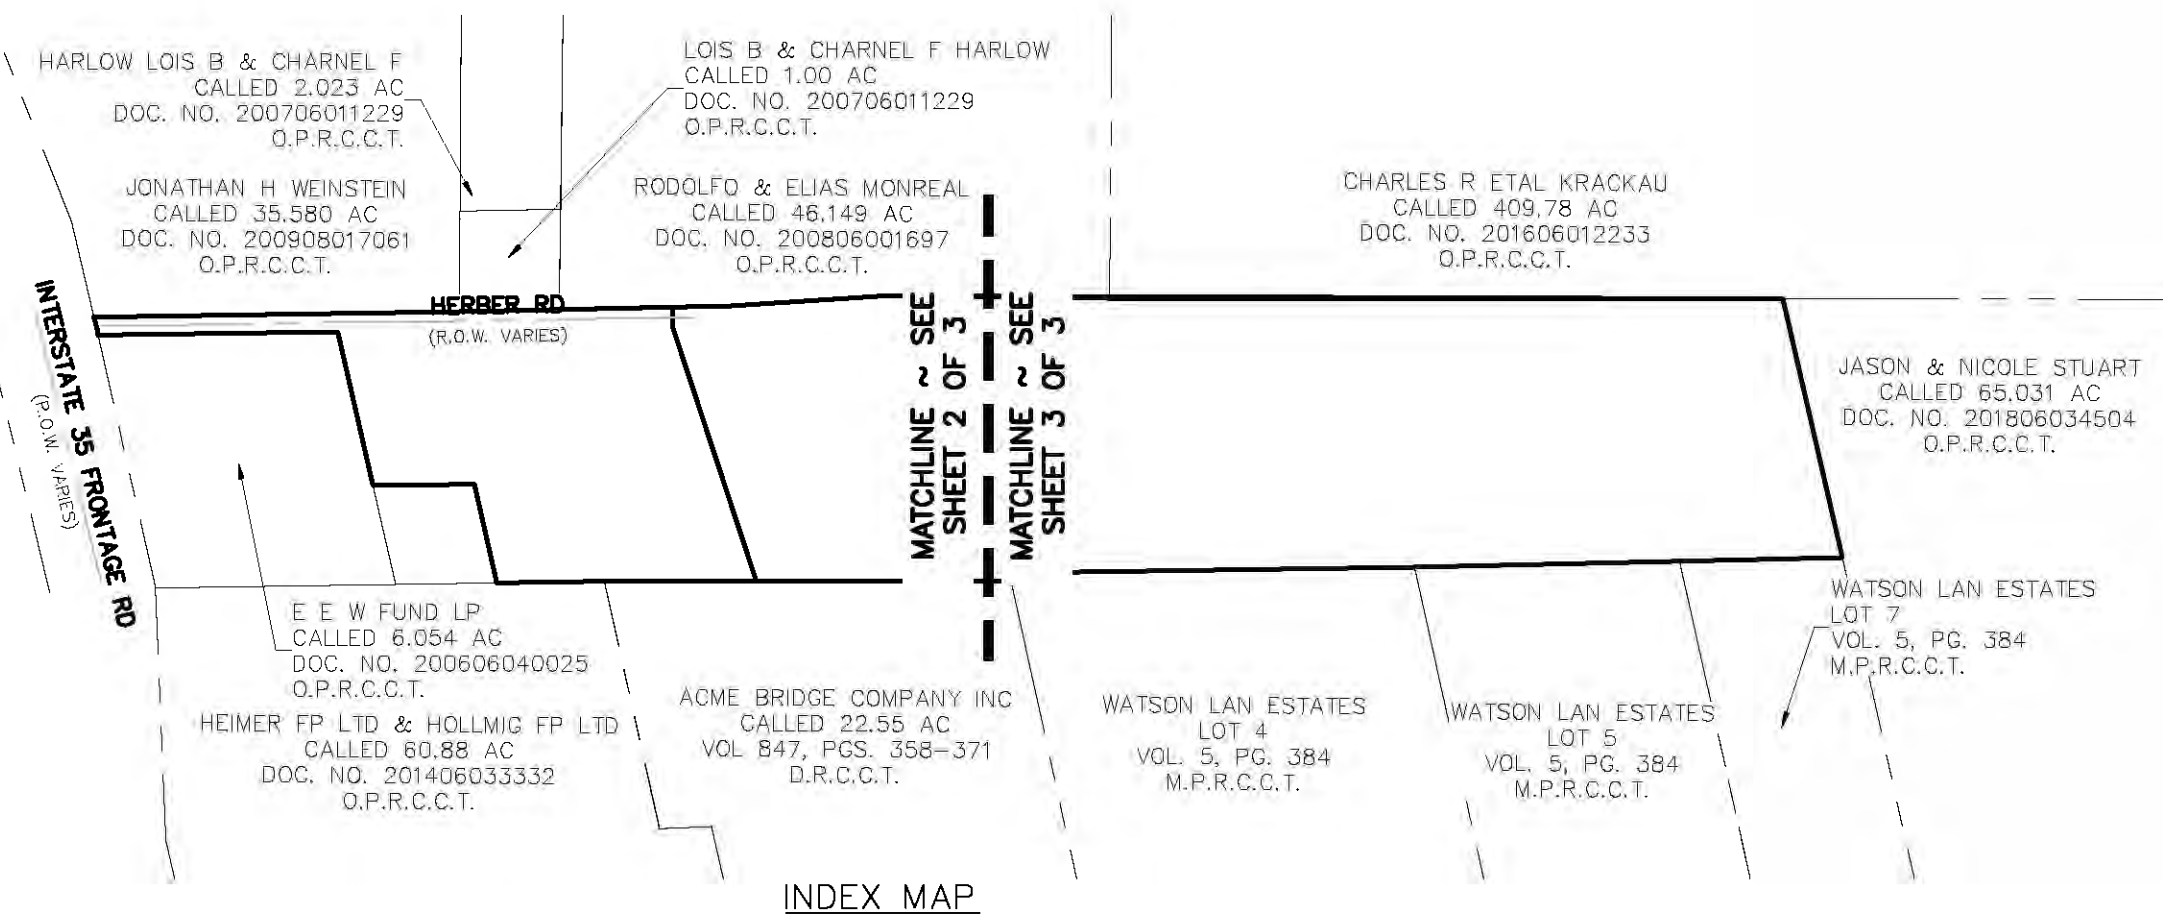 HARLOW LOIS B & CHARNEL F
CALLED 2.023 AC
DOC. NO. 200706011229
O.P.R.C.C.T.
LOIS B & CHARNEL F HARLOW
CALLED 1.00 AC
DOC. NO. 200706011229
O.P.R.C.C.T.
JONATHAN H WEINSTEIN
CALLED 35.580 AC
DOC. NO. 200908017061
O.P.R.C.C.T.
RODOLFO & ELIAS MONREAL
CALLED 46.149 AC
DOC. NO. 200806001697
O.P.R.C.C.T.
CHARLES R ETAL KRACKAU
CALLED 409.78 AC
DOC. NO. 201606012233
O.P.R.C.C.T.
HERBER RD
(R.O.W. VARIES)
INTERSTATE 35 FRONTAGE RD
(R.O.W. VARIES)
MATCHLINE ~ SEE
SHEET 2 OF 3
MATCHLINE ~ SEE
SHEET 3 OF 3
JASON & NICOLE STUART
CALLED 65.031 AC
DOC. NO. 201806034504
O.P.R.C.C.T.
E E W FUND LP
CALLED 6.054 AC
DOC. NO. 200606040025
O.P.R.C.C.T.
HEIMER FP LTD & HOLLMIG FP LTD
CALLED 60.88 AC
DOC. NO. 201406033332
O.P.R.C.C.T.
ACME BRIDGE COMPANY INC
CALLED 22.55 AC
VOL 847, PGS. 358-371
D.R.C.C.T.
WATSON LAN ESTATES
LOT 4
VOL. 5, PG. 384
M.P.R.C.C.T.
WATSON LAN ESTATES
LOT 5
VOL. 5, PG. 384
M.P.R.C.C.T.
WATSON LAN ESTATES
LOT 7
VOL. 5, PG. 384
M.P.R.C.C.T.
INDEX MAP